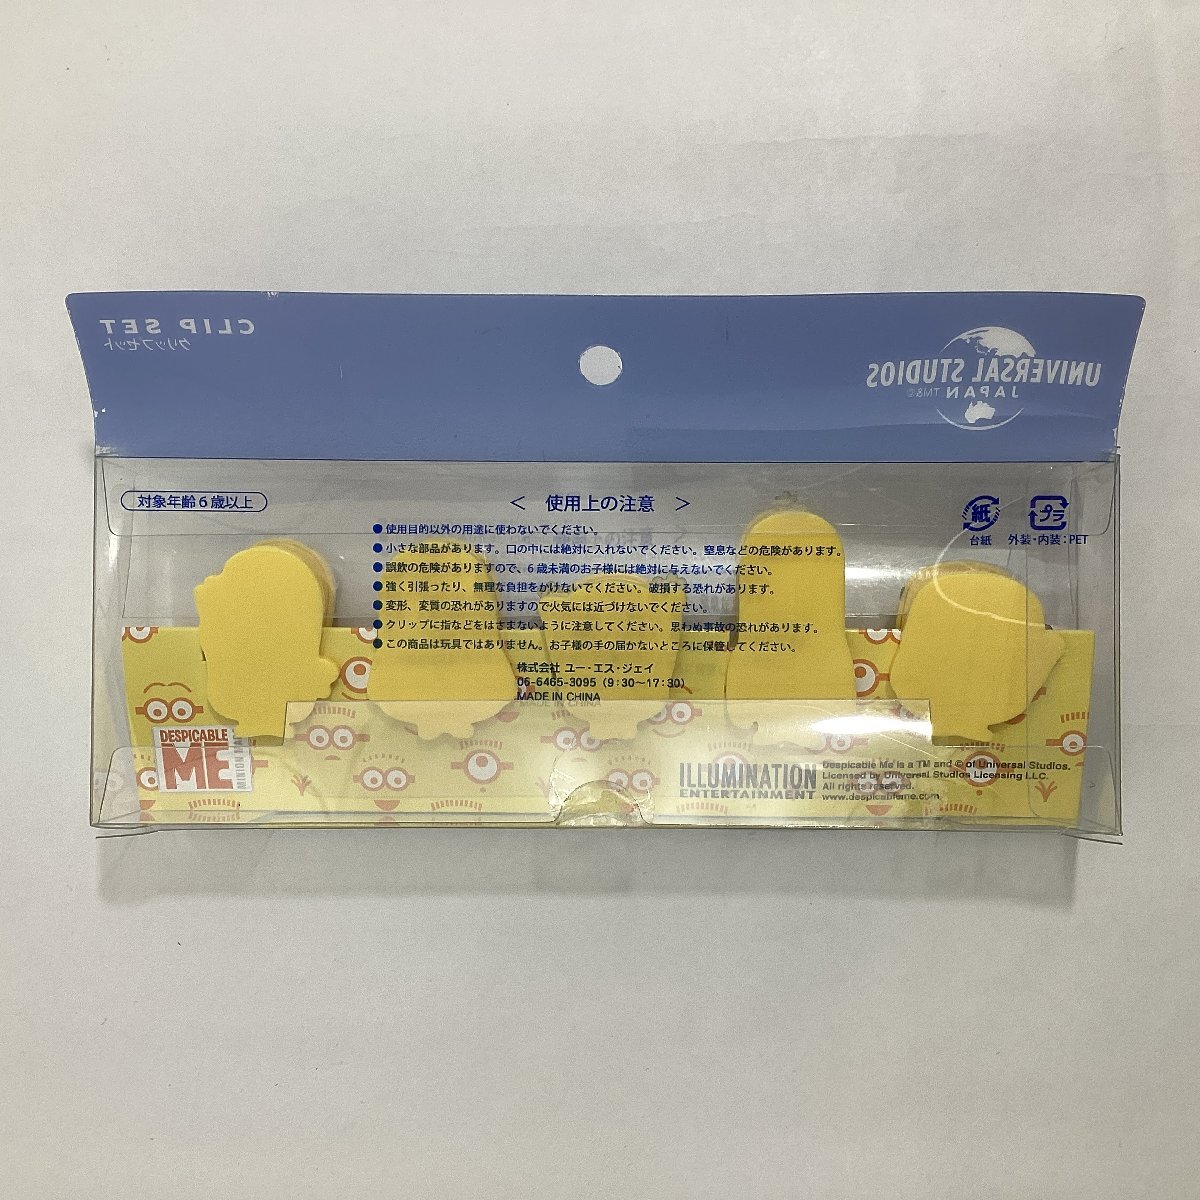 CLIP SET
クリップセット
UNIVERSAL STUDIOS
JAPAN TM&©
対象年齢6歳以上
< 使用上の注意 >
●使用目的以外の用途に使わないでください。
●小さな部品があります。口の中には絶対に入れないでください。窒息などの危険があります。
●誤飲の危険がありますので、6歳未満のお子様には絶対に与えないでください。
●強く引張ったり、無理な負担をかけないでください。破損する恐れがあります。
●変形、変質の恐れがありますので火気には近づけないでください。
●クリップに指などをはさまないように注意してください。思わぬ事故の恐れがあります。
●この商品は玩具ではありません。お子様の手の届かないところに保管してください。
株式会社 ユー・エス・ジェイ
06-6465-3095（9:30〜17:30）
MADE IN CHINA
紙
台紙
プラ
外装・内装:PET
DESPICABLE
ME
ILLUMINATION
ENTERTAINMENT
Despicable Me is a TM and © of Universal Studios.
Licensed by Universal Studios Licensing LLC.
All rights reserved.
www.despicableme.com